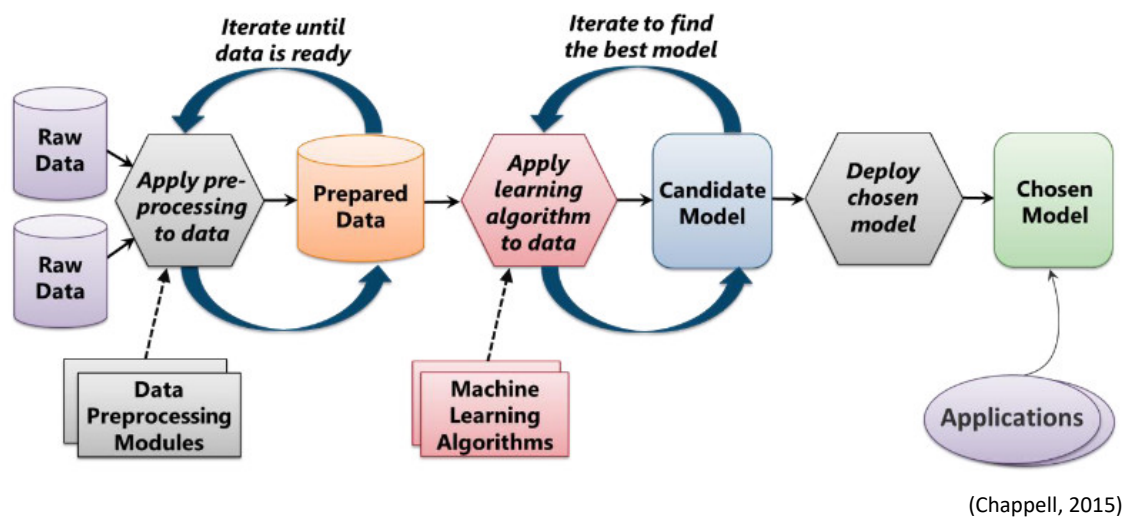 Iterate until
data is ready
Iterate to find
the best model
Raw
Data
Raw
Data
Apply pre-
processing
to data
Prepared
Data
Apply
learning
algorithm
to data
Candidate
Model
Deploy
chosen
model
Chosen
Model
Data
Preprocessing
Modules
Machine
Learning
Algorithms
Applications
(Chappell, 2015)